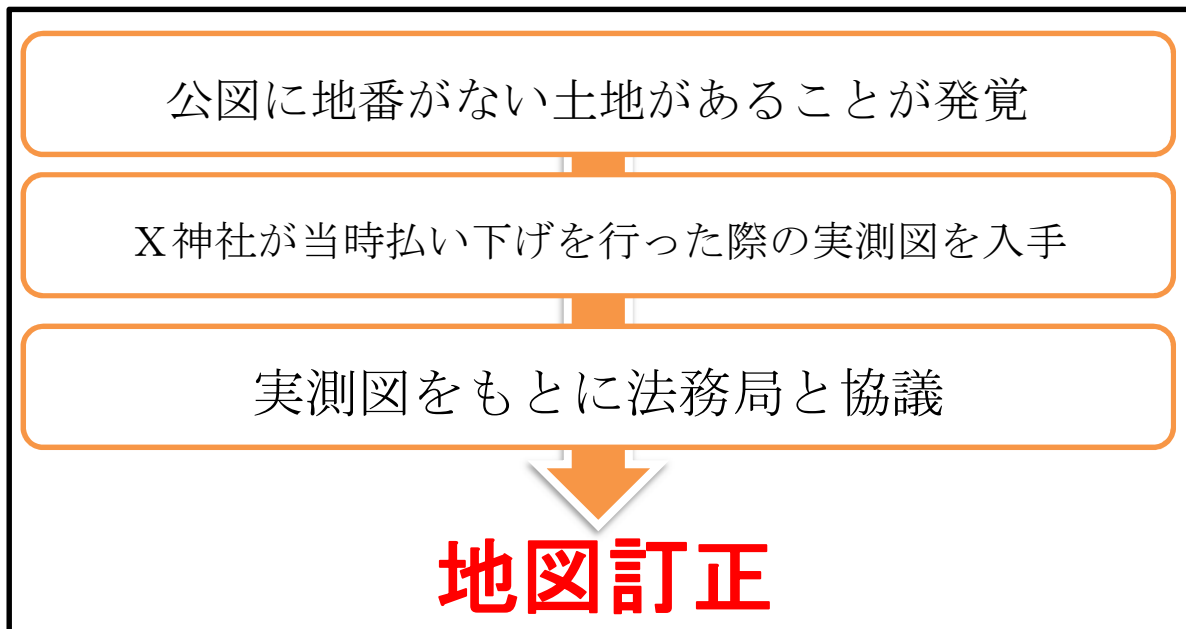 公図に地番がない土地があることが発覚
Ｘ神社が当時払い下げを行った際の実測図を入手
実測図をもとに法務局と協議
地図訂正